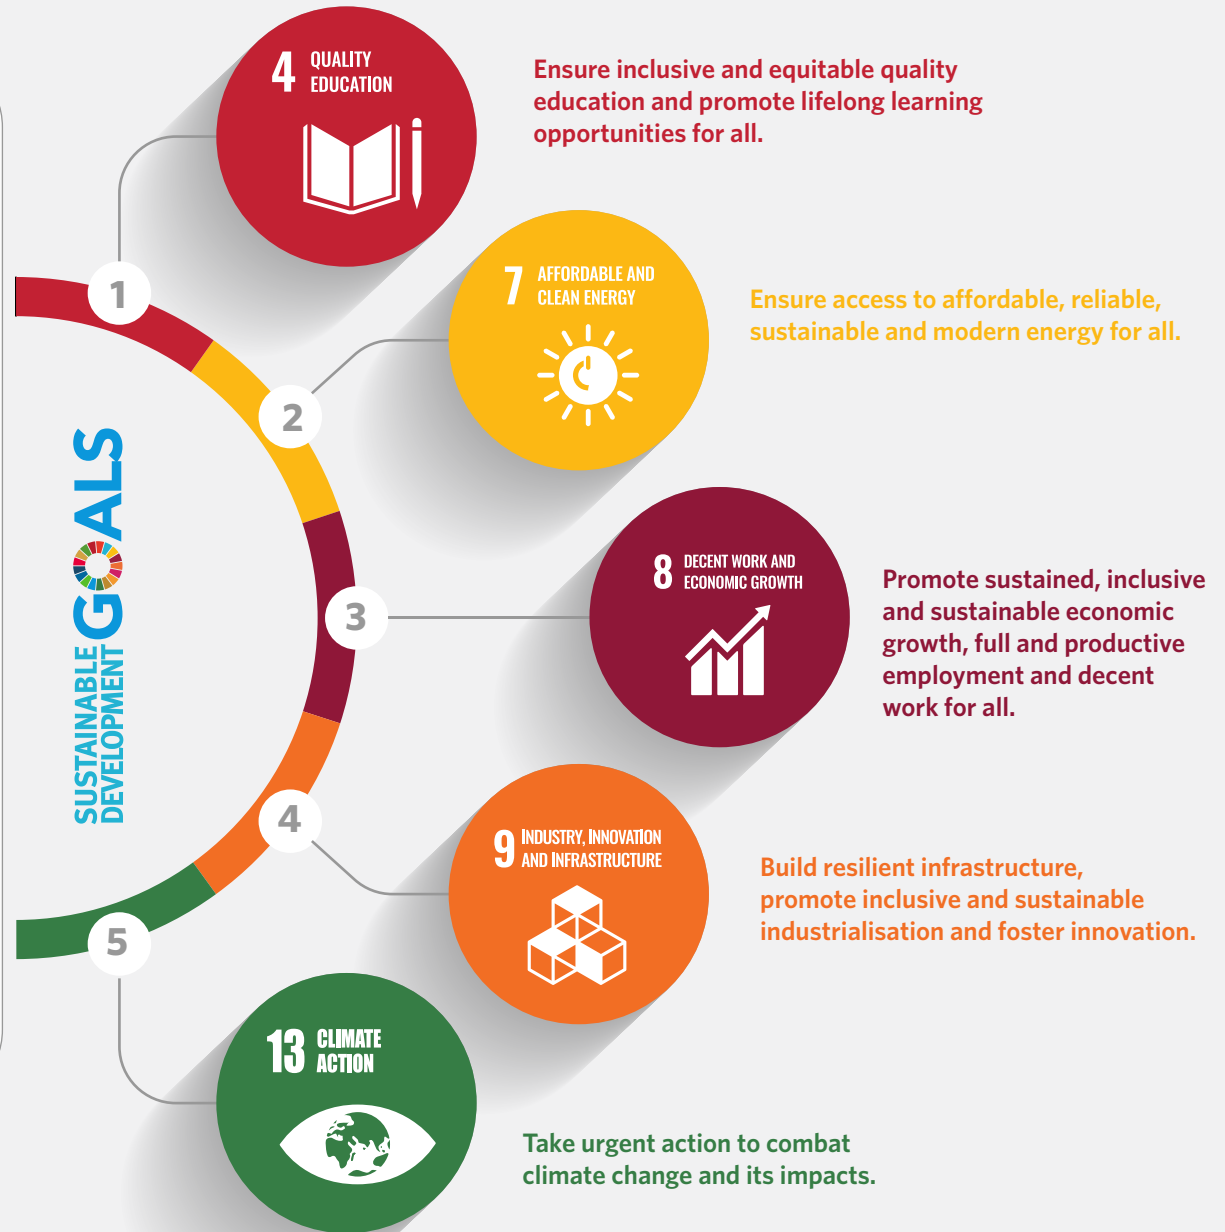 4 QUALITY
EDUCATION
Ensure inclusive and equitable quality
education and promote lifelong learning
opportunities for all.
1
7 AFFORDABLE AND
CLEAN ENERGY
Ensure access to affordable, reliable,
sustainable and modern energy for all.
2
SUSTAINABLE
DEVELOPMENT
GOALS
3
8 DECENT WORK AND
ECONOMIC GROWTH
Promote sustained, inclusive
and sustainable economic
growth, full and productive
employment and decent
work for all.
4
9 INDUSTRY, INNOVATION
AND INFRASTRUCTURE
Build resilient infrastructure,
promote inclusive and sustainable
industrialisation and foster innovation.
5
13 CLIMATE
ACTION
Take urgent action to combat
climate change and its impacts.